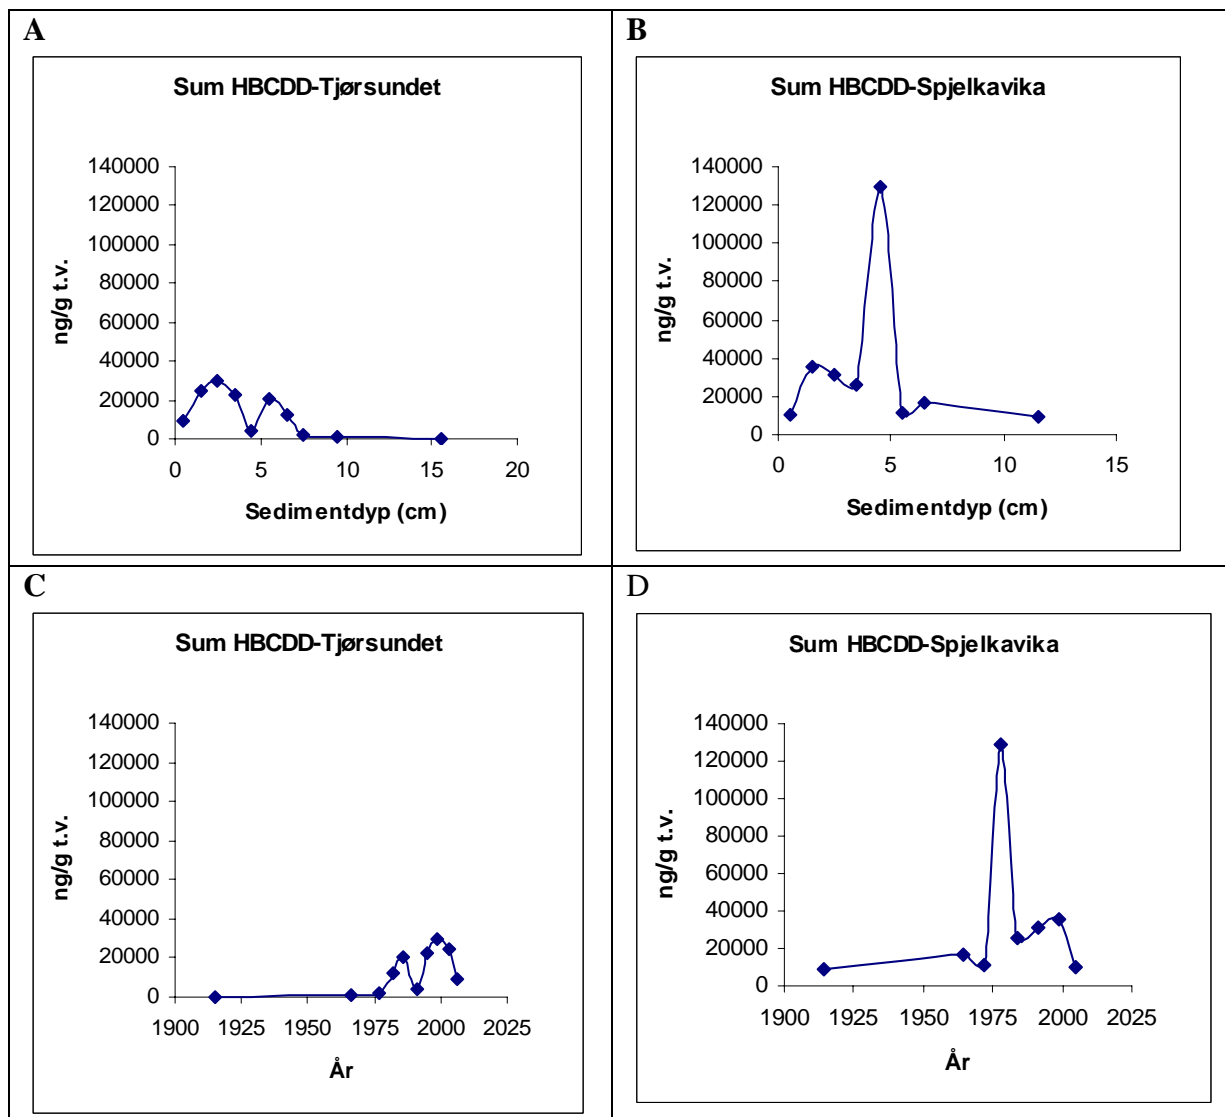 A
Sum HBCDD-Tjørsundet
140000
120000
100000
80000
60000
40000
20000
0
ng/g t.v.
0 5 10 15 20
Sedimentdyp (cm)
B
Sum HBCDD-Spjelkavika
140000
120000
100000
80000
60000
40000
20000
0
ng/g t.v.
0 5 10 15
Sedimentdyp (cm)
C
Sum HBCDD-Tjørsundet
140000
120000
100000
80000
60000
40000
20000
0
ng/g t.v.
1900 1925 1950 1975 2000 2025
År
D
Sum HBCDD-Spjelkavika
140000
120000
100000
80000
60000
40000
20000
0
ng/g t.v.
1900 1925 1950 1975 2000 2025
År